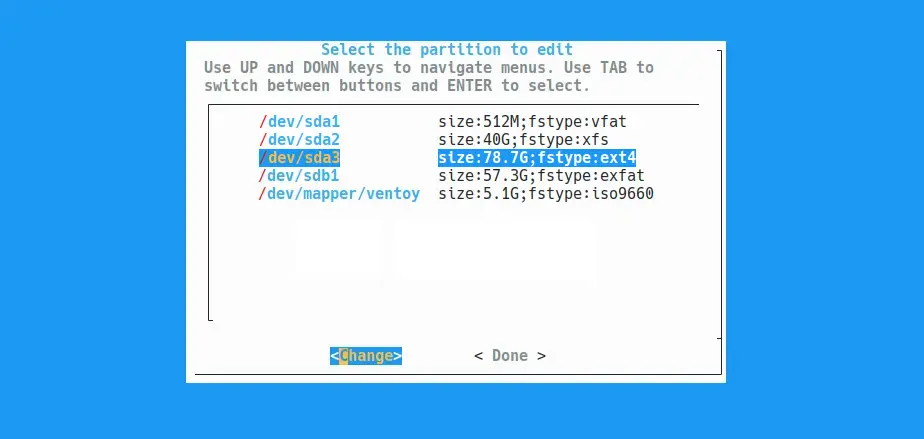 Select the partition to edit
Use UP and DOWN keys to navigate menus. Use TAB to
switch between buttons and ENTER to select.
/dev/sda1 size:512M;fstype:vfat
/dev/sda2 size:40G;fstype:xfs
/dev/sda3 size:78.7G;fstype:ext4
/dev/sdb1 size:57.3G;fstype:exfat
/dev/mapper/ventoy size:5.1G;fstype:iso9660
<Change> < Done >